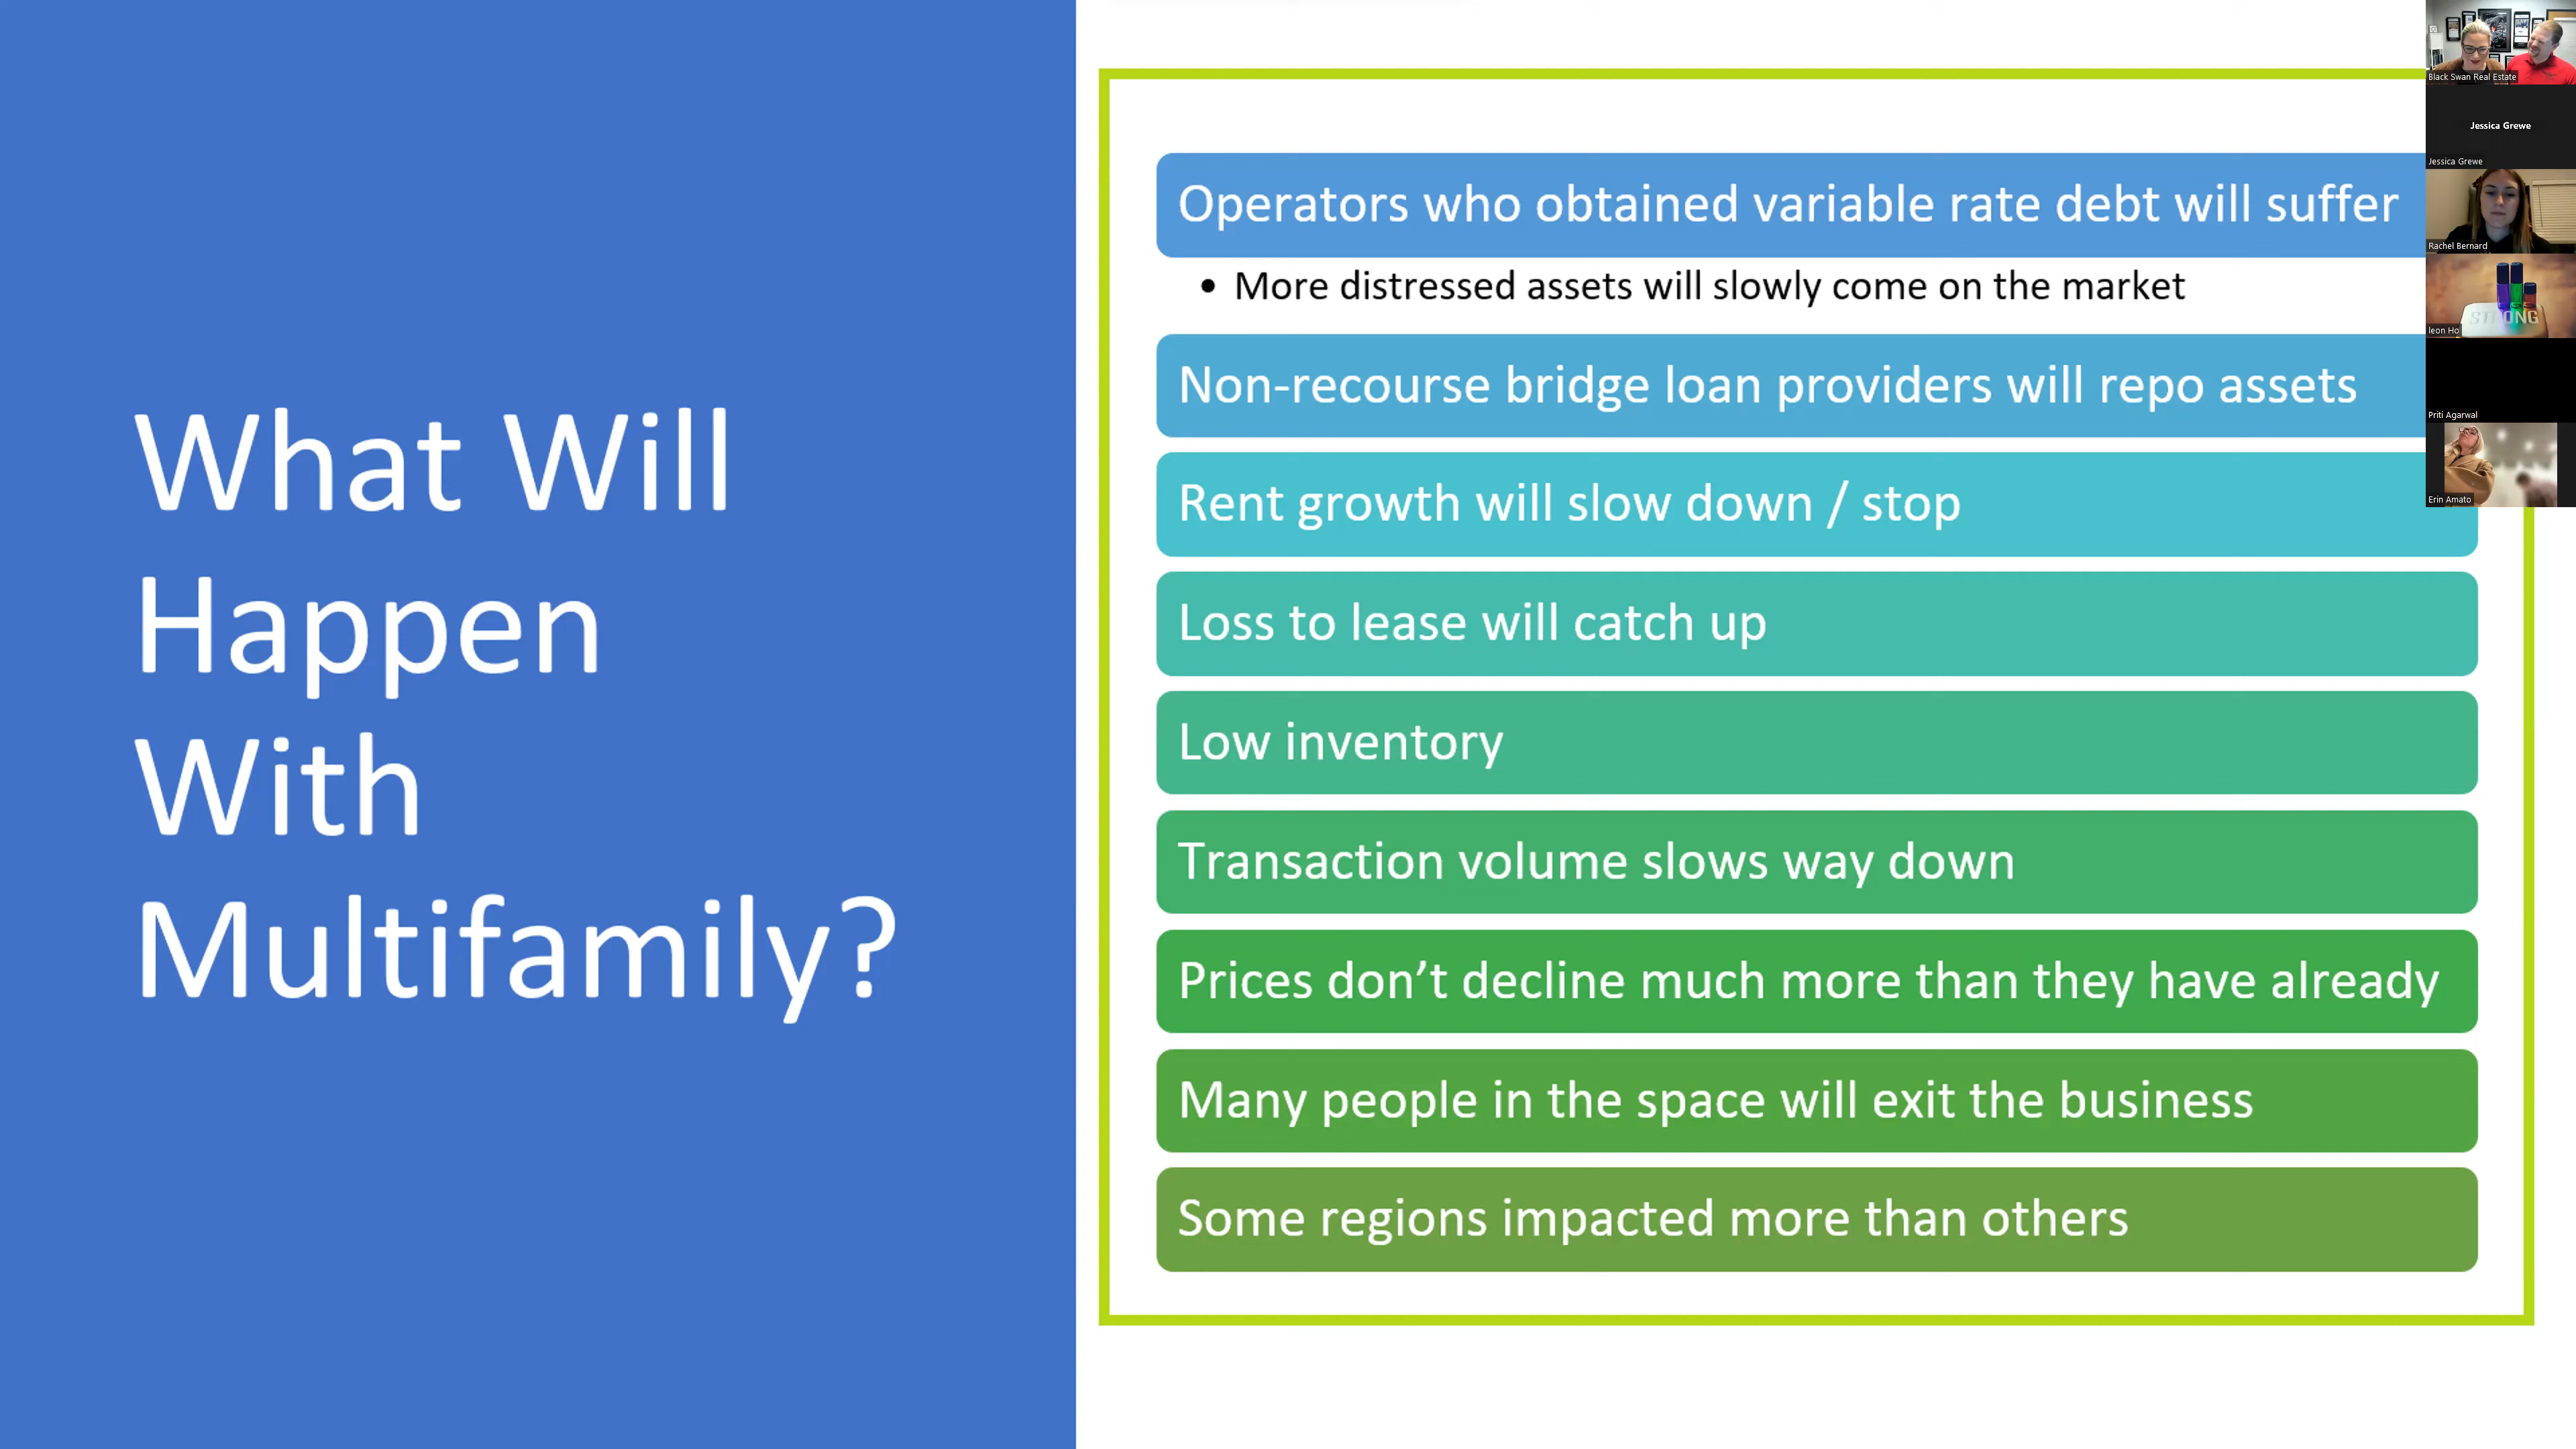 What Will
Happen
With
Multifamily?
Operators who obtained variable rate debt will suffer
• More distressed assets will slowly come on the market
Non-recourse bridge loan providers will repo assets
Rent growth will slow down / stop
Loss to lease will catch up
Low inventory
Transaction volume slows way down
Prices don’t decline much more than they have already
Many people in the space will exit the business
Some regions impacted more than others
Black Swan Real Estate
Jessica Grewe
Jessica Grewe
Rachel Bernard
STRONG
leon Ho
Priti Agarwal
Erin Amato